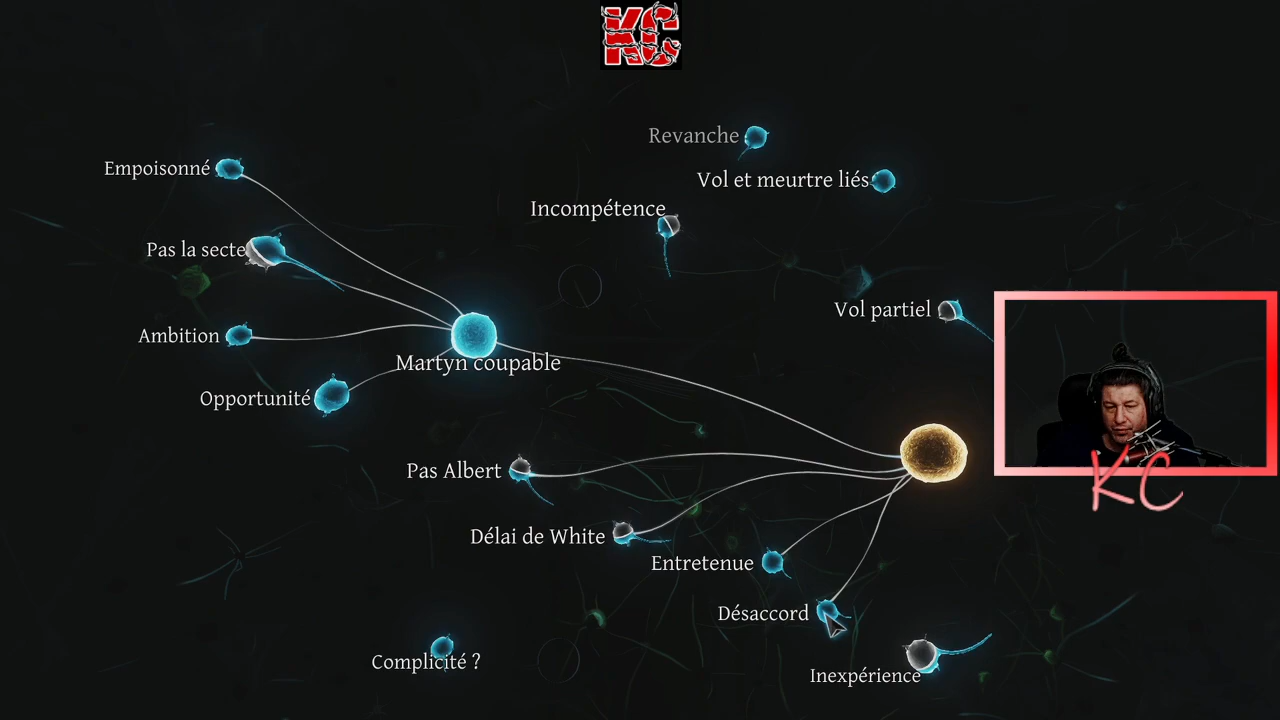 KC
Revanche
Empoisonné
Vol et meurtre liés
Incompétence
Pas la secte
Vol partiel
Ambition
Martyn coupable
Opportunité
Pas Albert
KC
Délai de White
Entretenue
Désaccord
Complicité ?
Inexpérience